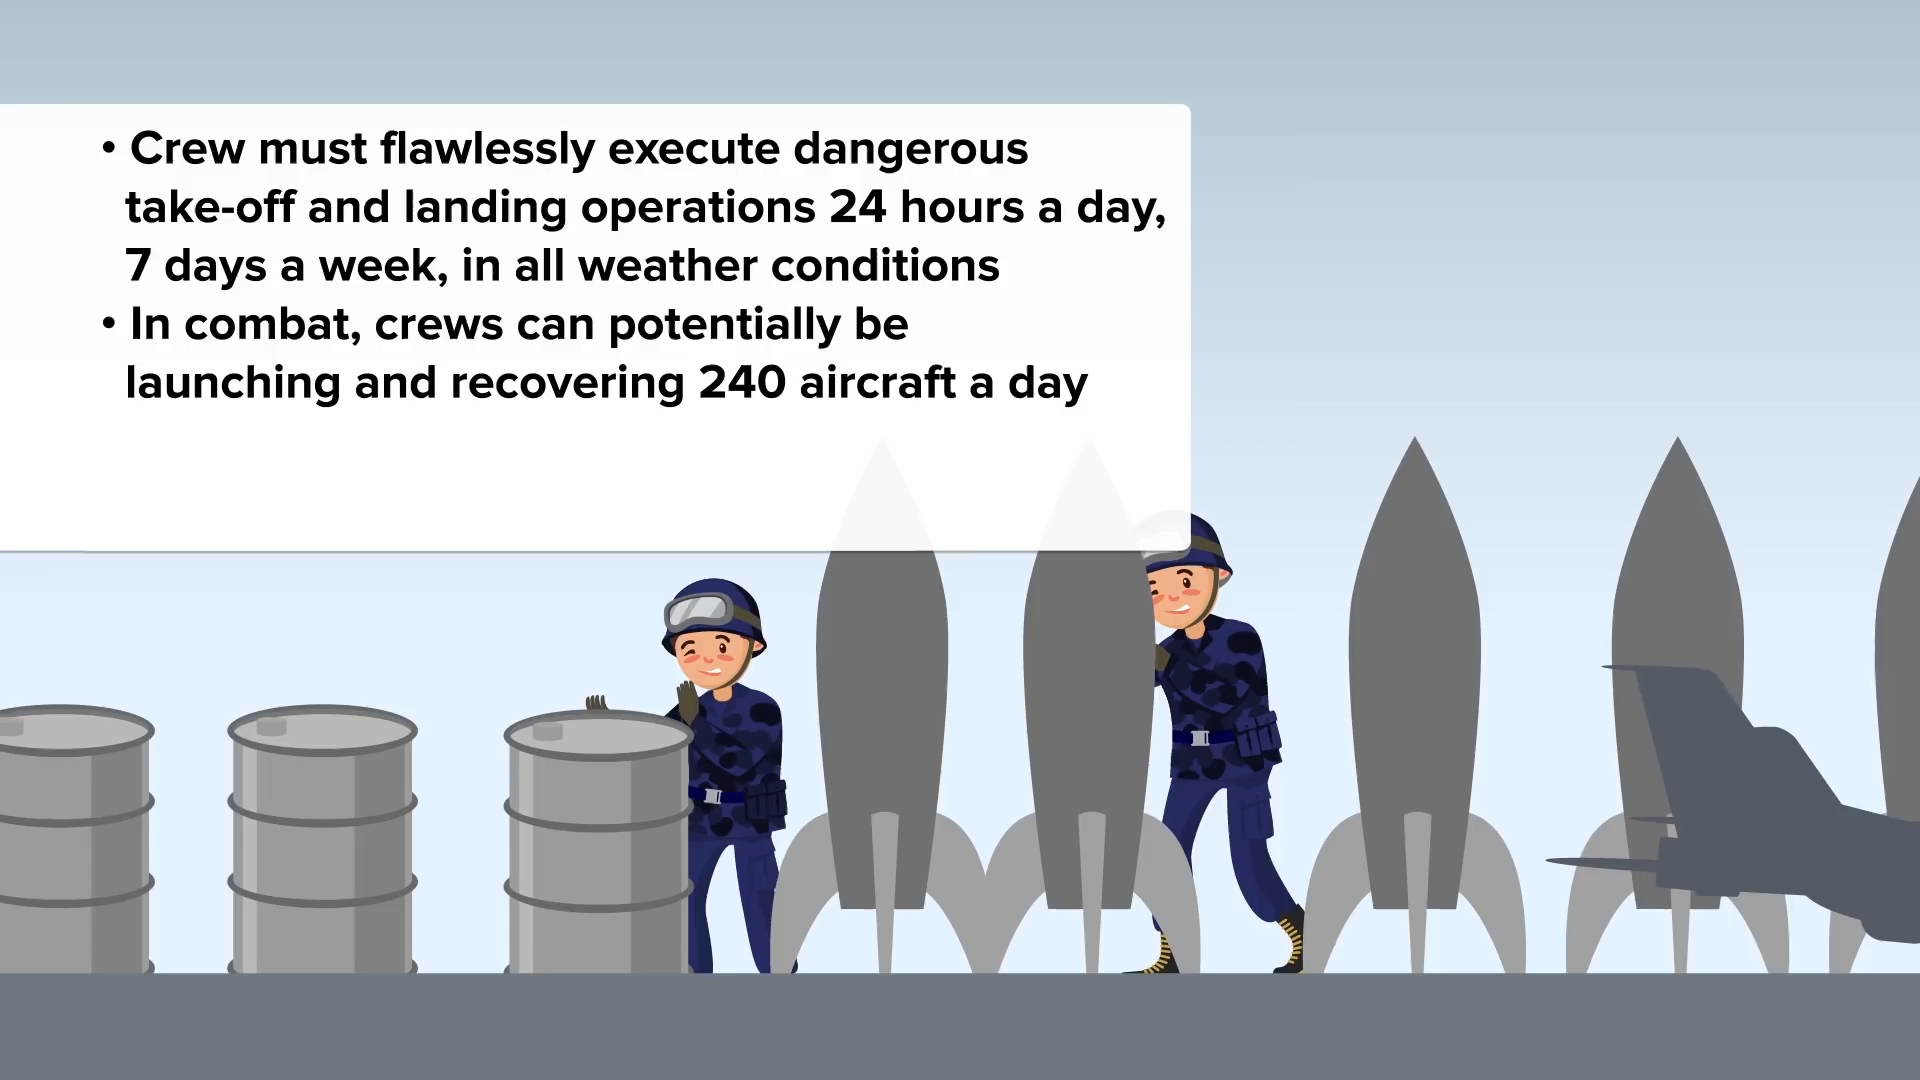 • Crew must flawlessly execute dangerous
take-off and landing operations 24 hours a day,
7 days a week, in all weather conditions
• In combat, crews can potentially be
launching and recovering 240 aircraft a day